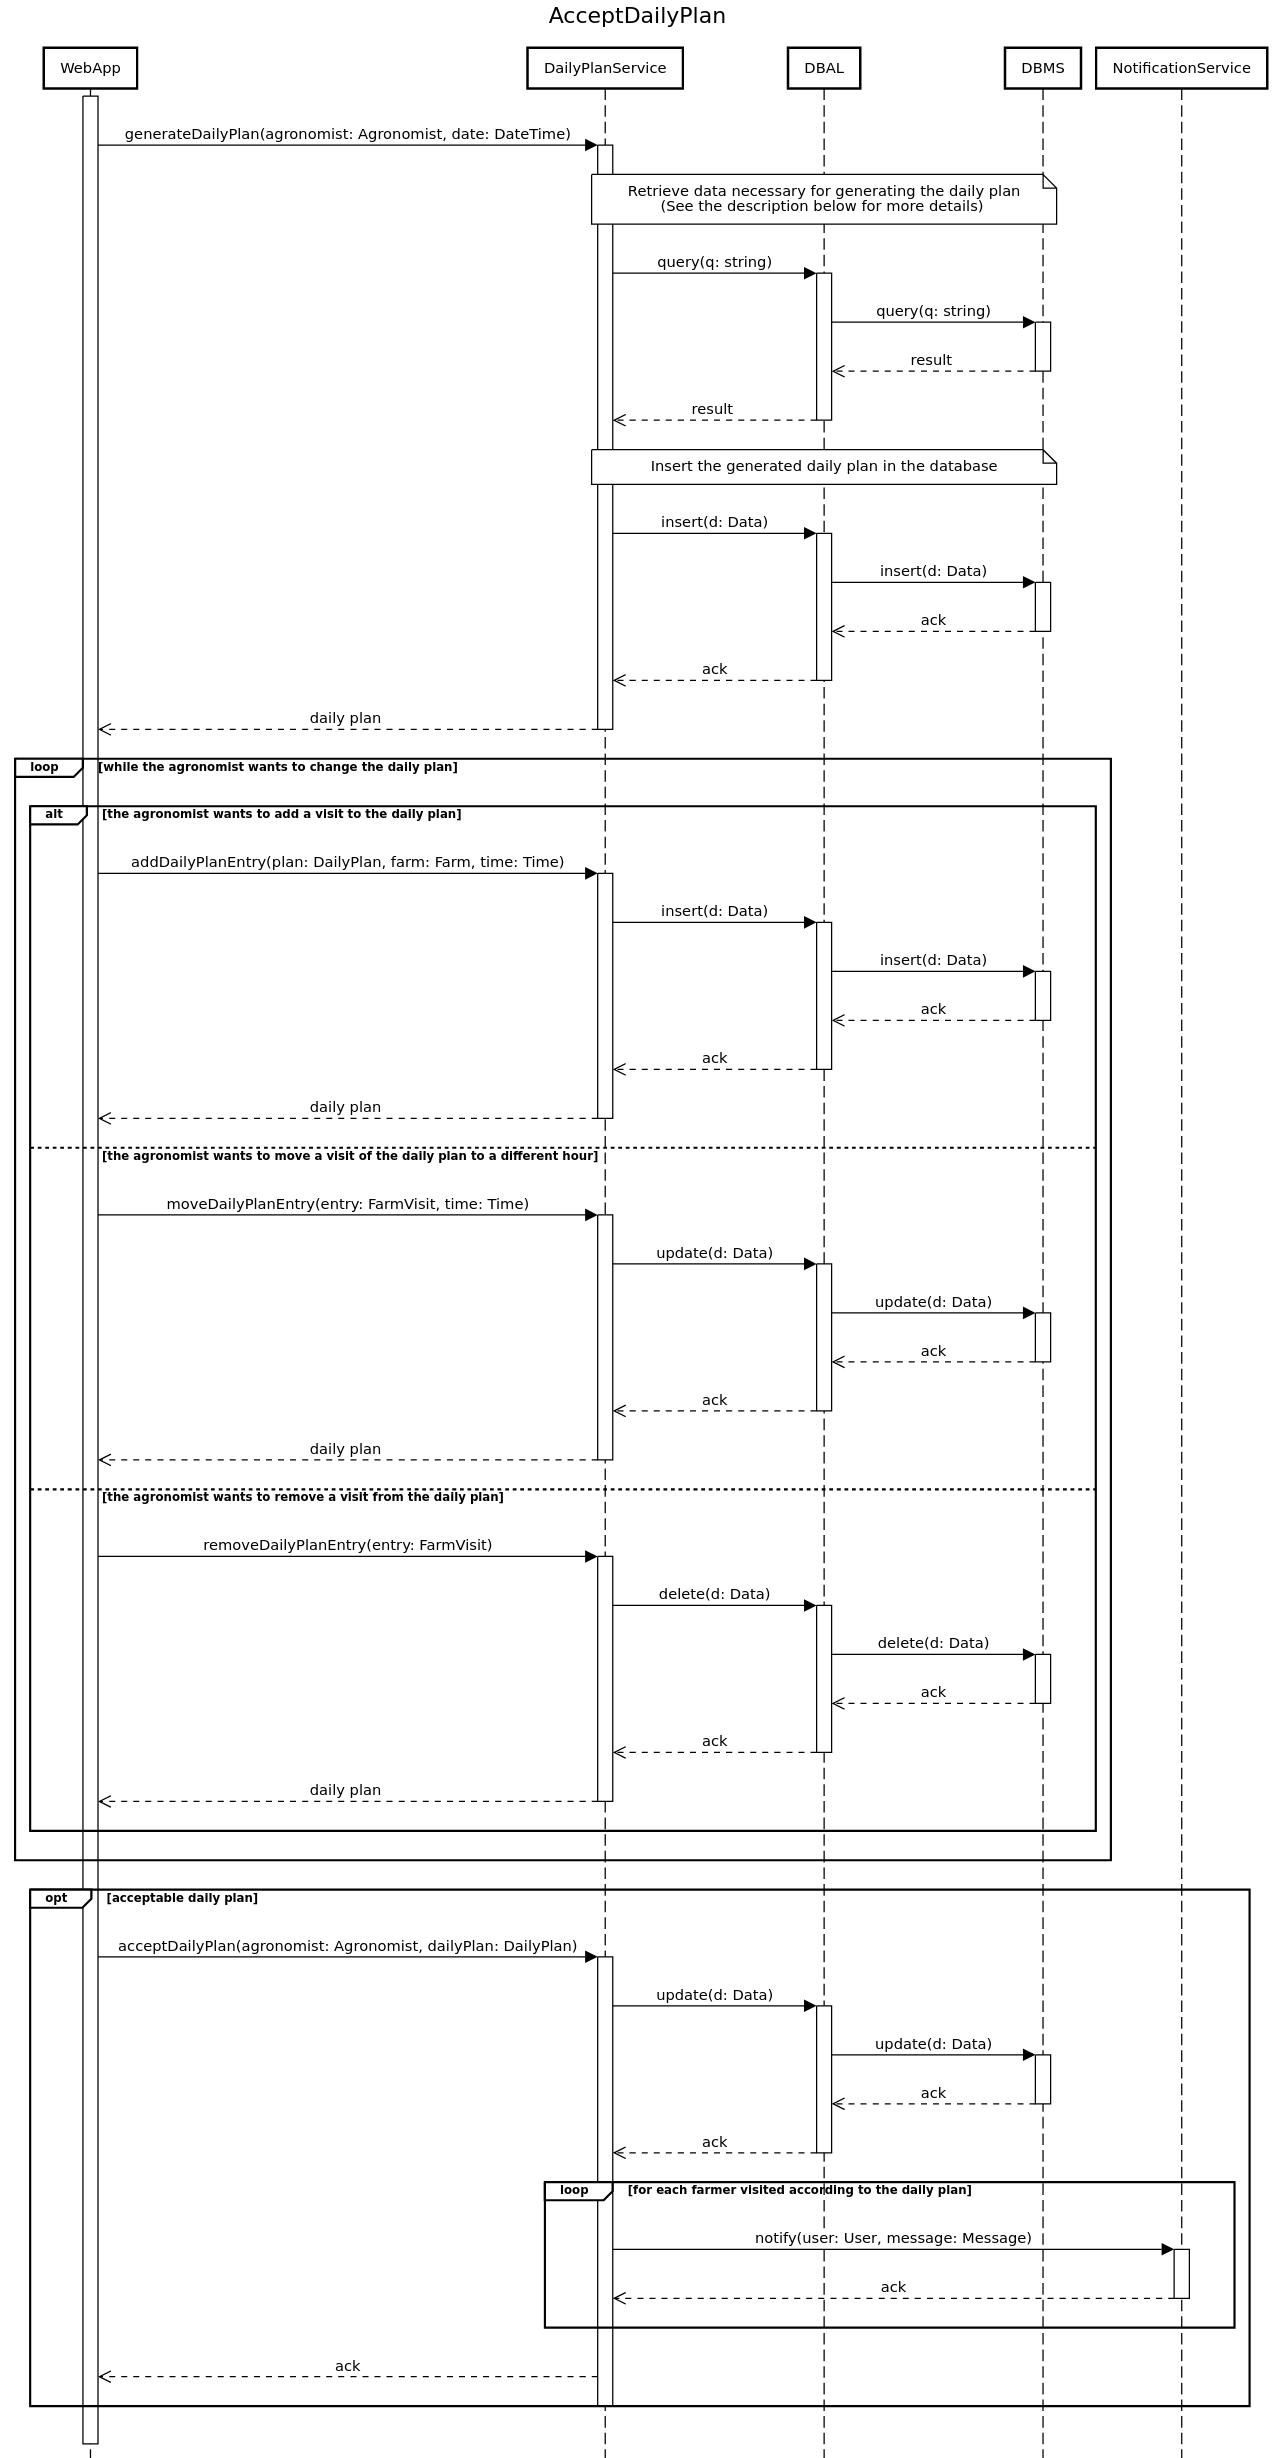 AcceptDailyPlan
WebApp
DailyPlanService
DBAL
DBMS
NotificationService
generateDailyPlan(agronomist: Agronomist, date: DateTime)
Retrieve data necessary for generating the daily plan
(See the description below for more details)
query(q: string)
query(q: string)
result
result
Insert the generated daily plan in the database
insert(d: Data)
insert(d: Data)
ack
ack
daily plan
loop
[while the agronomist wants to change the daily plan]
alt
[the agronomist wants to add a visit to the daily plan]
addDailyPlanEntry(plan: DailyPlan, farm: Farm, time: Time)
insert(d: Data)
insert(d: Data)
ack
ack
daily plan
[the agronomist wants to move a visit of the daily plan to a different hour]
moveDailyPlanEntry(entry: FarmVisit, time: Time)
update(d: Data)
update(d: Data)
ack
ack
daily plan
[the agronomist wants to remove a visit from the daily plan]
removeDailyPlanEntry(entry: FarmVisit)
delete(d: Data)
delete(d: Data)
ack
ack
daily plan
opt
[acceptable daily plan]
acceptDailyPlan(agronomist: Agronomist, dailyPlan: DailyPlan)
update(d: Data)
update(d: Data)
ack
ack
loop
[for each farmer visited according to the daily plan]
notify(user: User, message: Message)
ack
ack